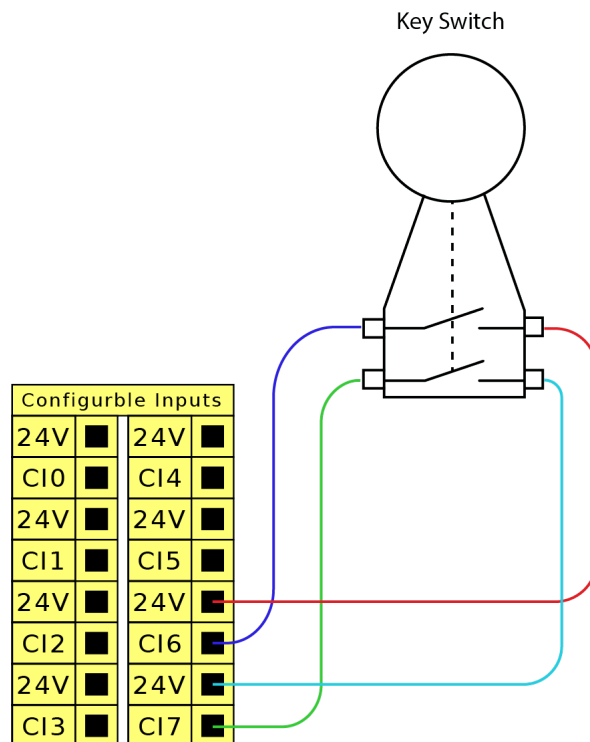 Key Switch
Configurble Inputs
24V 24V
CI0 CI4
24V 24V
CI1 CI5
24V 24V
CI2 CI6
24V 24V
CI3 CI7